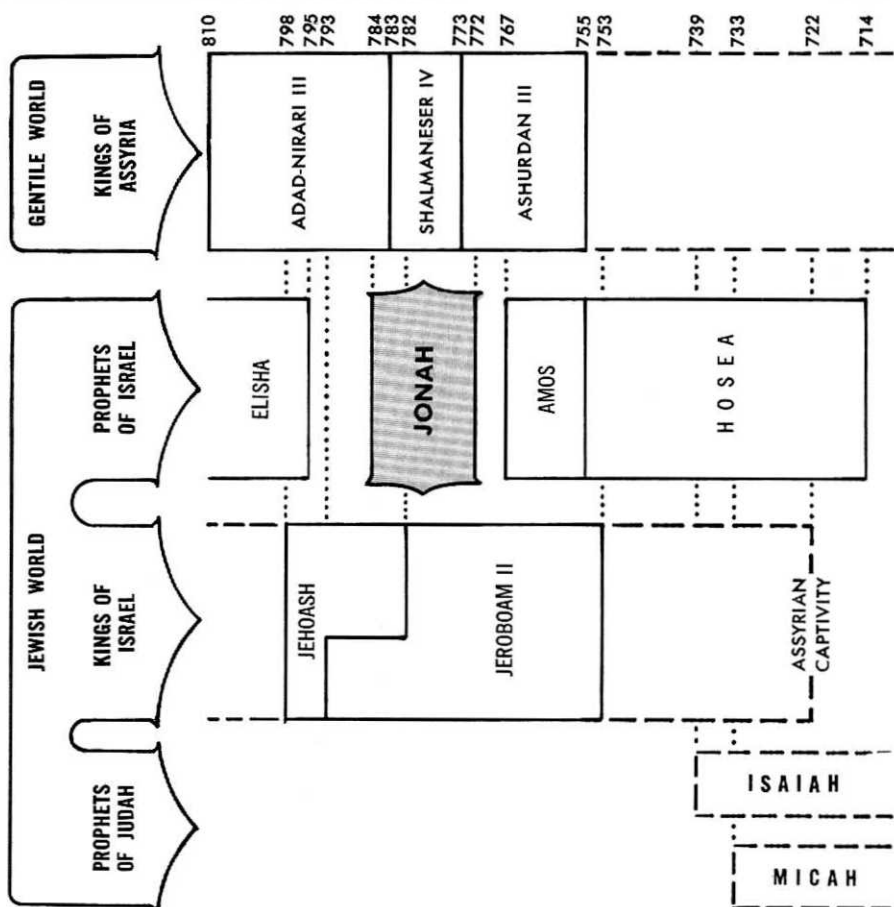 JEWISH WORLD
GENTILE WORLD
PROPHETS
OF JUDAH
KINGS OF
ISRAEL
PROPHETS
OF ISRAEL
KINGS OF
ASSYRIA
810
798
795
793
784
783
782
773
772
767
755
753
739
733
722
714
ADAD-NIRARI III
SHALMANESER IV
ASHURDAN III
ELISHA
JONAH
AMOS
HOSEA
JEHOASH
JEROBOAM II
ASSYRIAN
CAPTIVITY
ISAIAH
MICAH